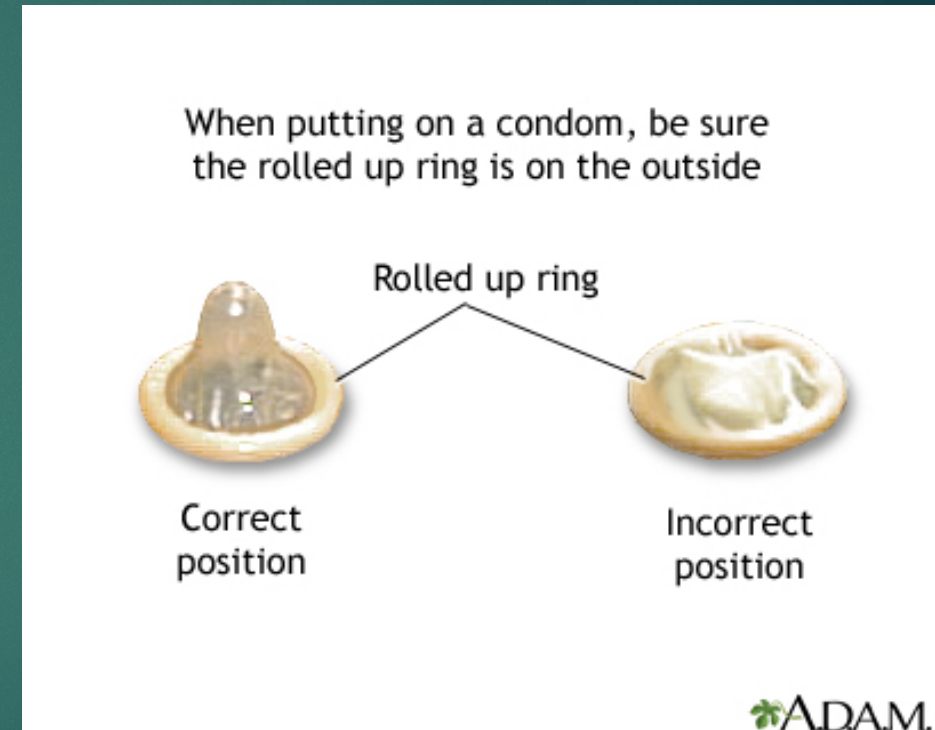 When putting on a condom, be sure
the rolled up ring is on the outside
Rolled up ring
Correct
position
Incorrect
position
A.D.A.M.